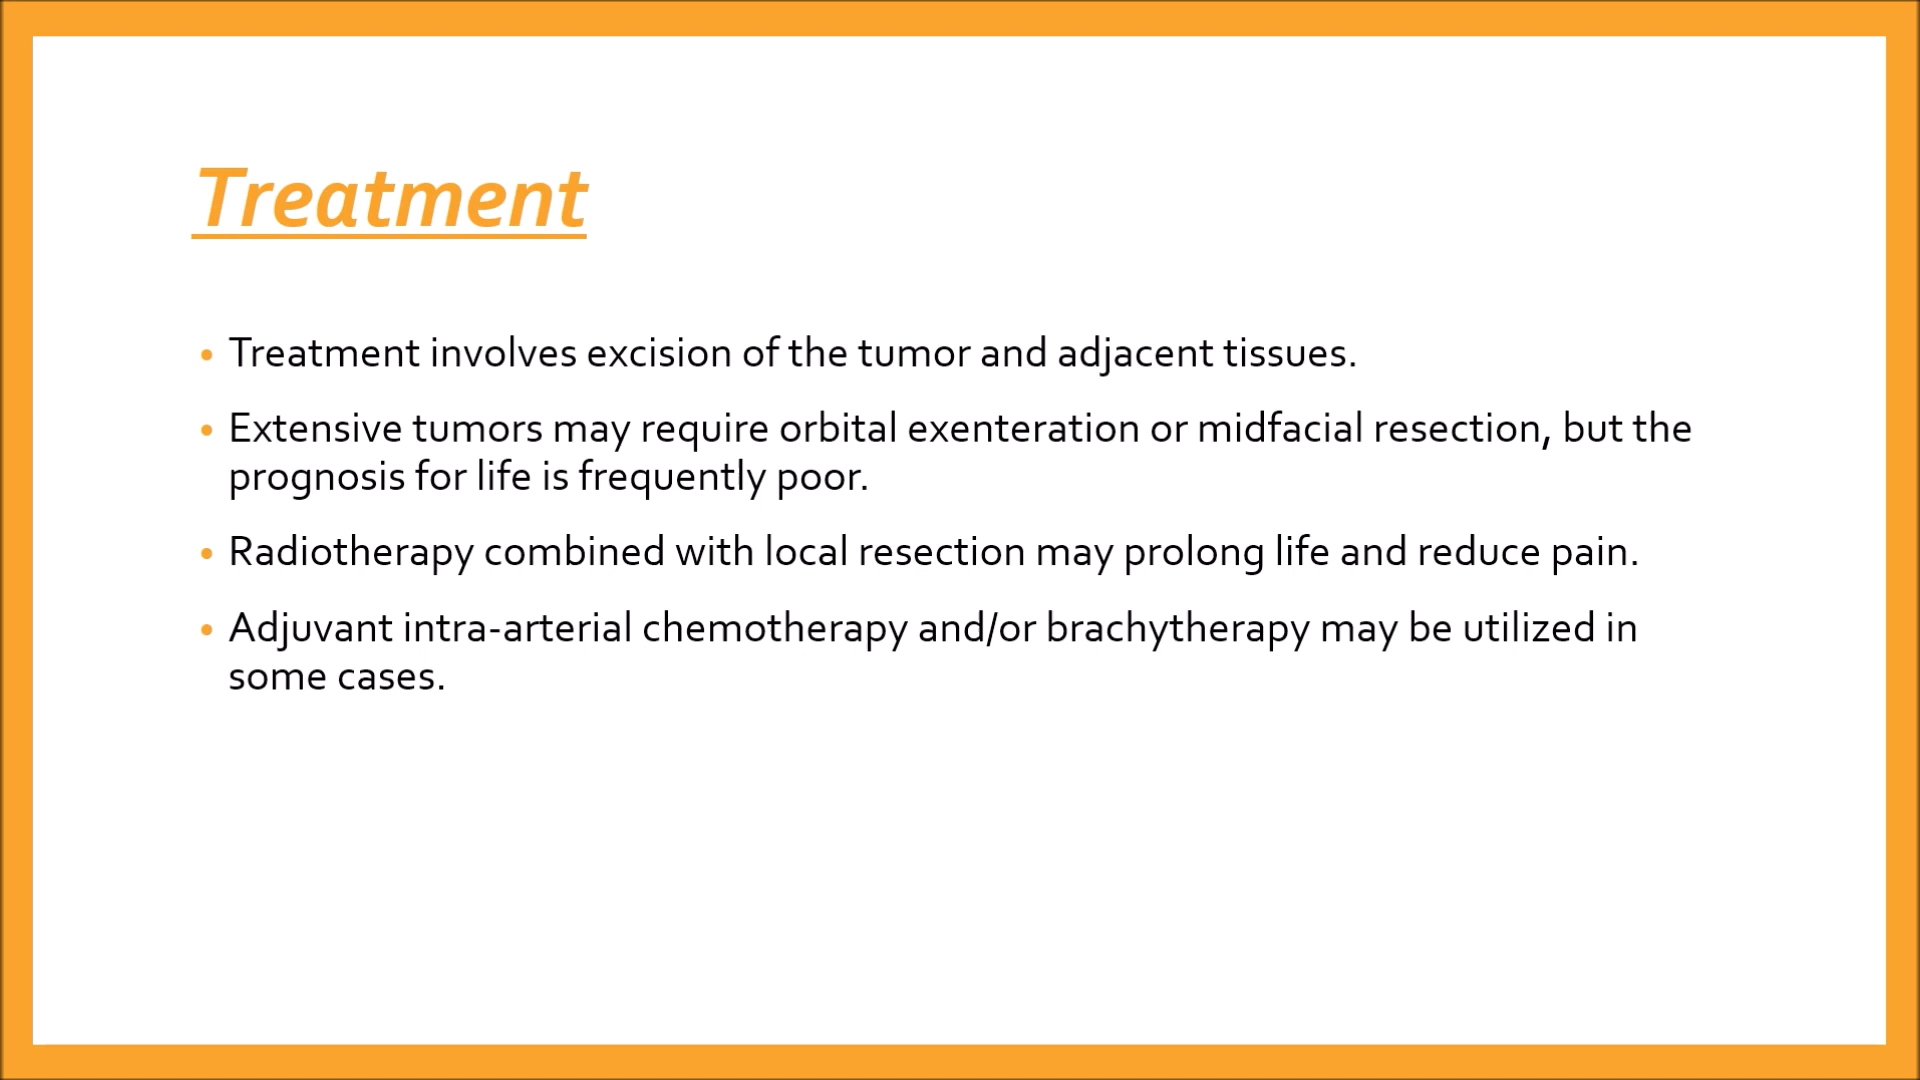 Treatment
• Treatment involves excision of the tumor and adjacent tissues.
• Extensive tumors may require orbital exenteration or midfacial resection, but the
prognosis for life is frequently poor.
• Radiotherapy combined with local resection may prolong life and reduce pain.
• Adjuvant intra-arterial chemotherapy and/or brachytherapy may be utilized in
some cases.